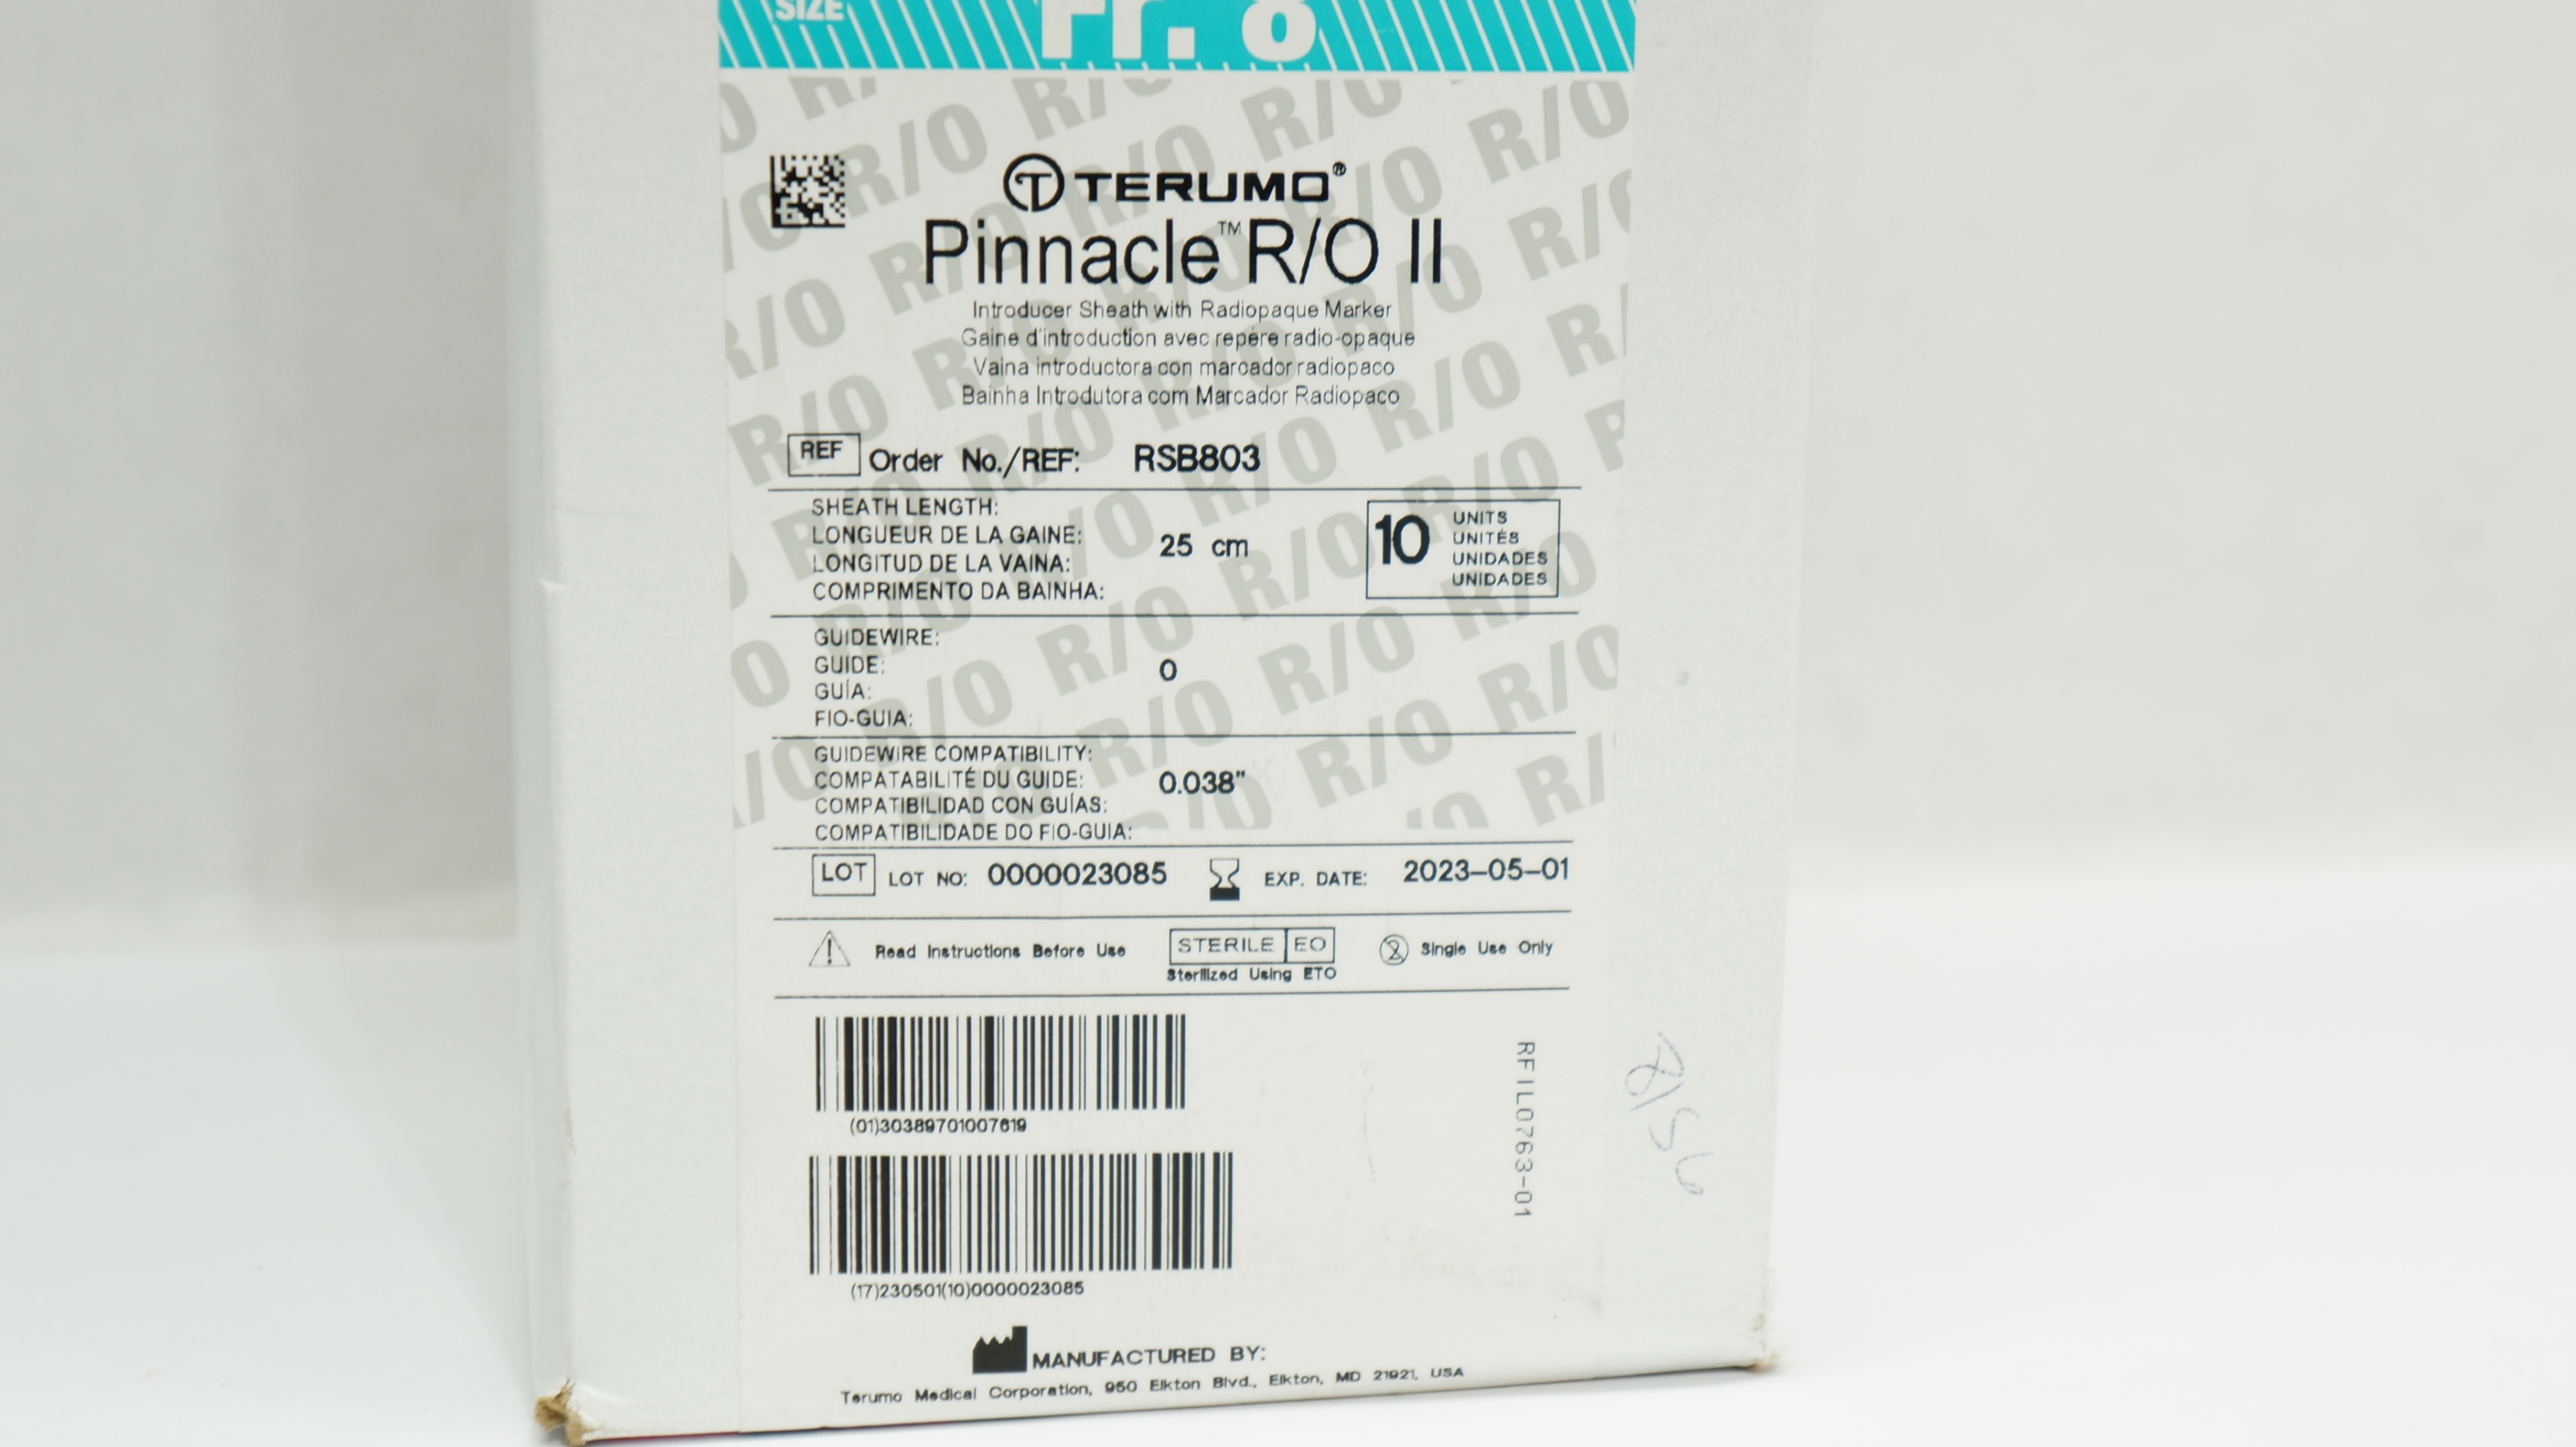 SIZE
Fr. 8
TERUMO®
Pinnacle™ R/O II
Introducer Sheath with Radiopaque Marker
Gaine d'introduction avec repère radio-opaque
Vaina introductora con marcador radiopaco
Bainha Introdutora com Marcador Radiopaco
REF Order No./REF: RSB803
SHEATH LENGTH:
LONGUEUR DE LA GAINE:
LONGITUD DE LA VAINA:
COMPRIMENTO DA BAINHA:
25 cm
10
UNITS
UNITÉS
UNIDADES
UNIDADES
GUIDEWIRE:
GUIDE:
GUÍA:
FIO-GUIA:
0
GUIDEWIRE COMPATIBILITY:
COMPATABILITÉ DU GUIDE:
COMPATIBILIDAD CON GUÍAS:
COMPATIBILIDADE DO FIO-GUIA:
0.038"
LOT LOT NO: 0000023085 EXP. DATE: 2023-05-01
Read Instructions Before Use
STERILE EO
Sterilized Using ETO
2 Single Use Only
(01)30389701007619
(17)230501(10)0000023085
RFIL0763-01
MANUFACTURED BY:
Terumo Medical Corporation, 950 Elkton Blvd., Elkton, MD 21921, USA